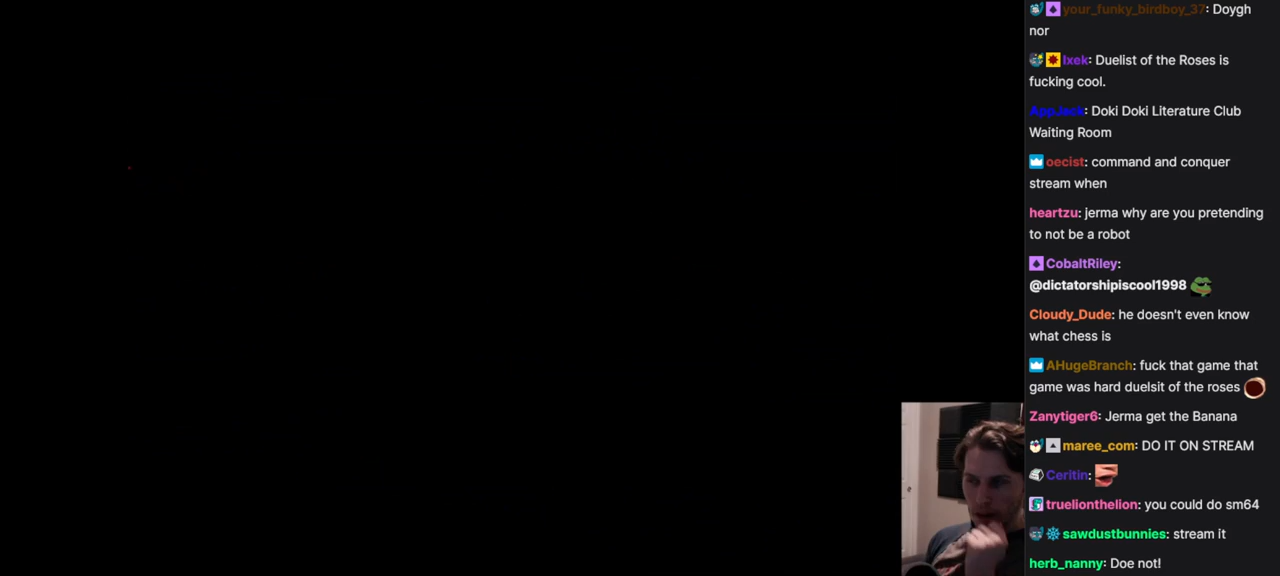 your_funky_birdboy_37: Doygh
nor
lxek: Duelist of the Roses is
fucking cool.
AppJack: Doki Doki Literature Club
Waiting Room
oecist: command and conquer
stream when
heartzu: jerma why are you pretending
to not be a robot
CobaltRiley:
@dictatorshipiscool1998
Cloudy_Dude: he doesn't even know
what chess is
AHugeBranch: fuck that game that
game was hard duelsit of the roses
Zanytiger6: Jerma get the Banana
maree_com: DO IT ON STREAM
Ceritin:
truelionthelion: you could do sm64
sawdustbunnies: stream it
herb_nanny: Doe not!